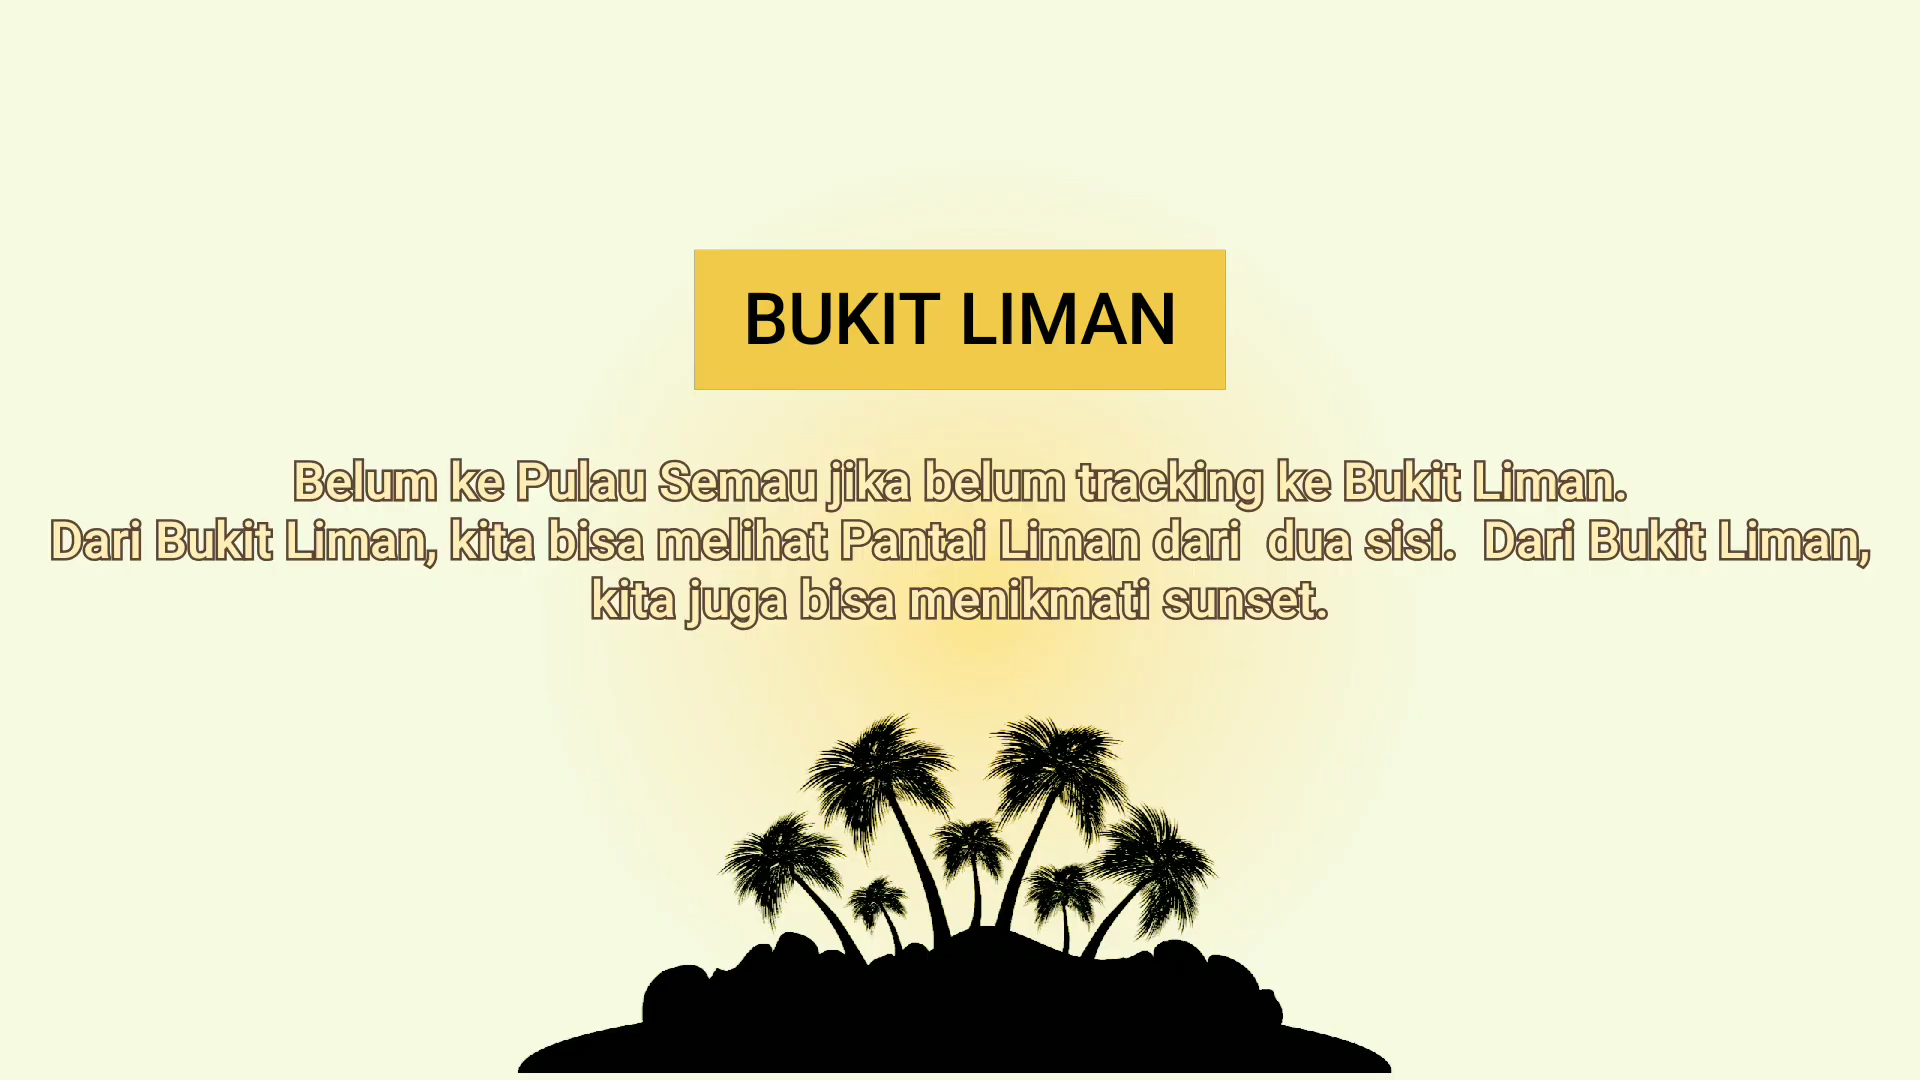 BUKIT LIMAN
Belum ke Pulau Semau jika belum tracking ke Bukit Liman.
Dari Bukit Liman, kita bisa melihat Pantai Liman dari  dua sisi.  Dari Bukit Liman,
kita juga bisa menikmati sunset.